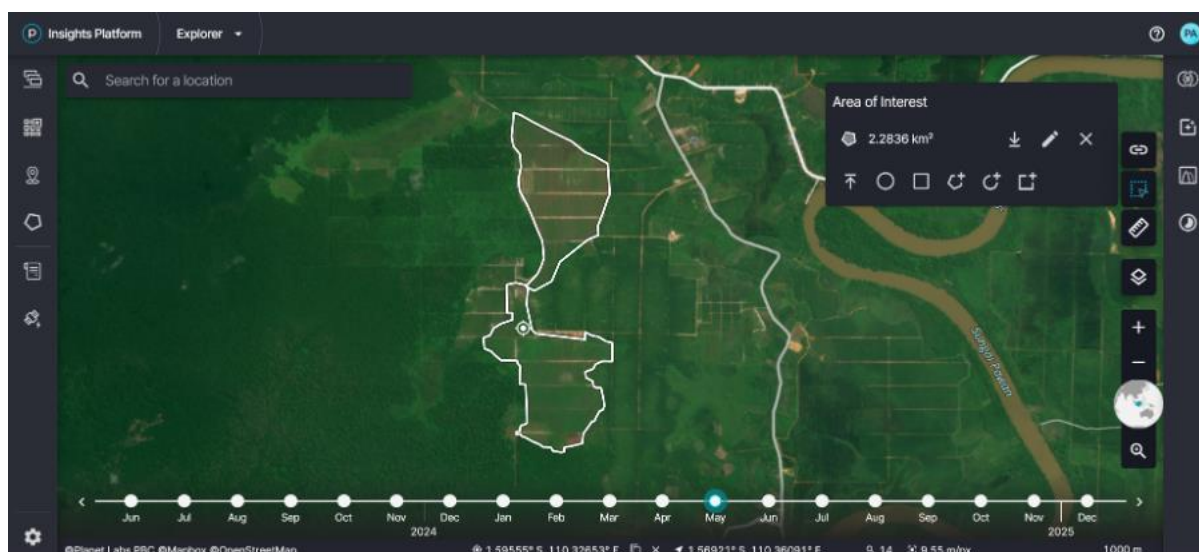 P Insights Platform Explorer
PA
Search for a location
Area of Interest
2.2836 km²
Sungai Pawan
Jun Jul Aug Sep Oct Nov Dec Jan Feb Mar Apr May Jun Jul Aug Sep Oct Nov Dec
2024 2025
©Planet Labs PBC ©Mapbox ©OpenStreetMap 1.59555° S, 110.32653° E 1.56921° S, 110.36091° E 14 9.55 m/px 1000 m